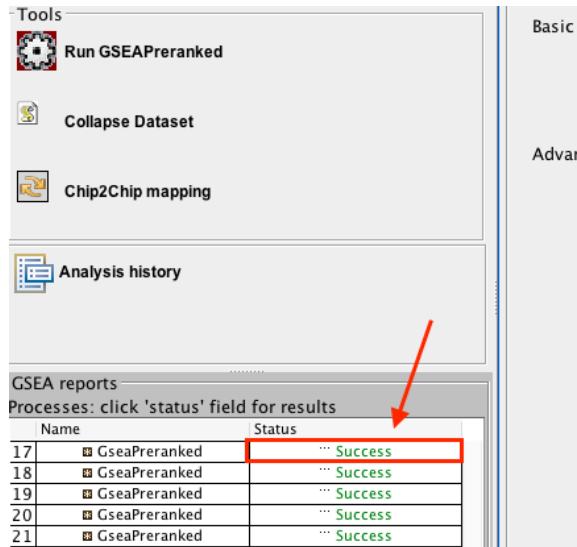 Tools
Basic
Run GSEAPreranked
Collapse Dataset
Advar
Chip2Chip mapping
Analysis history
GSEA reports
Processes: click 'status' field for results
Name Status
17 GseaPreranked ... Success
18 GseaPreranked ... Success
19 GseaPreranked ... Success
20 GseaPreranked ... Success
21 GseaPreranked ... Success